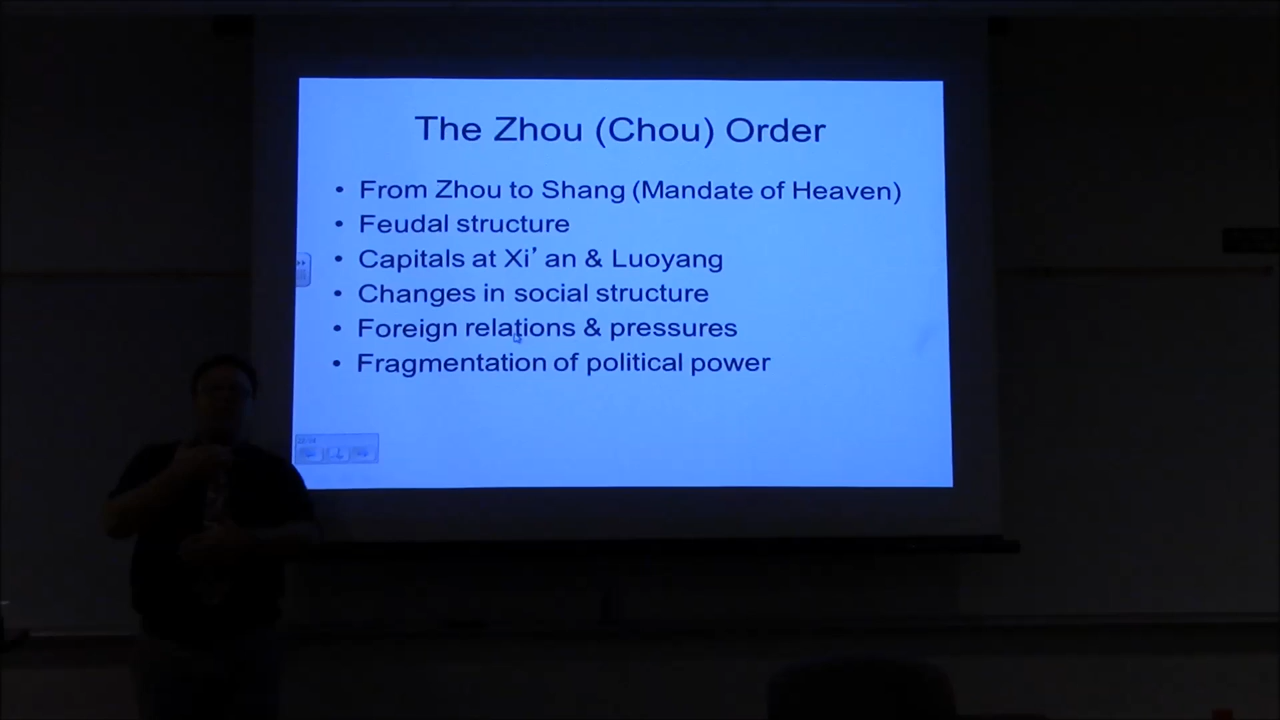 The Zhou (Chou) Order
• From Zhou to Shang (Mandate of Heaven)
• Feudal structure
• Capitals at Xi’ an & Luoyang
• Changes in social structure
• Foreign relations & pressures
• Fragmentation of political power